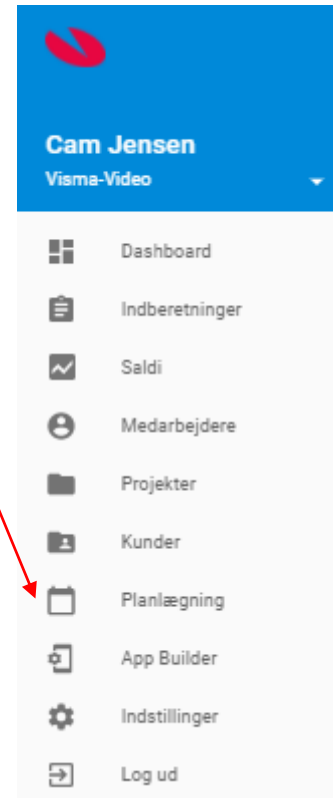 Cam Jensen
Visma-Video
Dashboard
Indberetninger
Saldi
Medarbejdere
Projekter
Kunder
Planlægning
App Builder
Indstillinger
Log ud